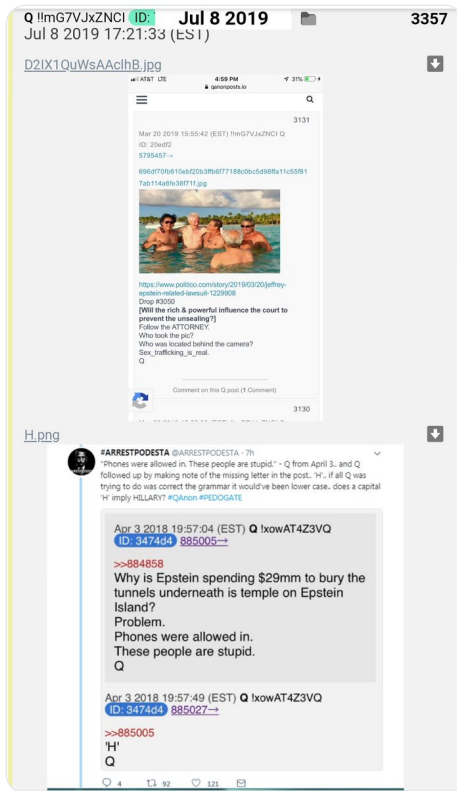 Q !!mG7VJxZNCI ID: Jul 8 2019 3357
Jul 8 2019 17:21:33 (EST)
D2IX1QuWsAAclhB.jpg
AT&T LTE 4:59 PM 31%
qanonposts.io
3131
Mar 20 2019 15:55:42 (EST) !!mG7VJxZNCI Q
ID: 20edf2
5795457→
https://www.politico.com/story/2019/03/20/jeffrey-
epstein-related-lawsuit-1229908
Drop #3050
[Will the rich & powerful influence the court to
prevent the unsealing?]
Follow the ATTORNEY.
Who took the pic?
Who was located behind the camera?
Sex_trafficking_is_real.
Q
Comment on this Q post (1 Comment)
3130
H.png
#ARRESTPODESTA @ARRESTPODESTA · 7h
"Phones were allowed in. These people are stupid." - Q from April 3.. and Q
followed up by making note of the missing letter in the post.. 'H'.. if all Q was
trying to do was correct the grammar it would've been lower case.. does a capital
'H' imply HILLARY? #QAnon #PEDOGATE
Apr 3 2018 19:57:04 (EST) Q !xowAT4Z3VQ
ID: 3474d4 885005→
>>884858
Why is Epstein spending $29mm to bury the
tunnels underneath is temple on Epstein
Island?
Problem.
Phones were allowed in.
These people are stupid.
Q
Apr 3 2018 19:57:49 (EST) Q !xowAT4Z3VQ
ID: 3474d4 885027→
>>885005
'H'
Q
4 92 121